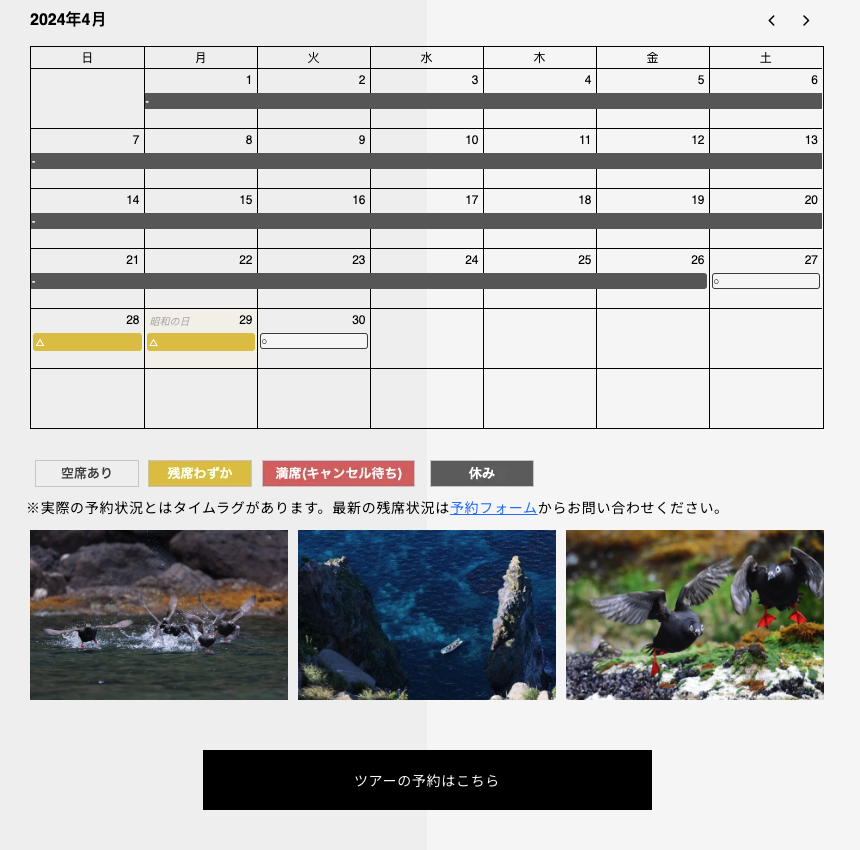 2024年4月
日 月 火 水 木 金 土
1 2 3 4 5 6
-
7 8 9 10 11 12 13
-
14 15 16 17 18 19 20
-
21 22 23 24 25 26 27
- ○
28 昭和の日 29 30
△ △ ○
空席あり 残席わずか 満席(キャンセル待ち) 休み
※実際の予約状況とはタイムラグがあります。最新の残席状況は予約フォームからお問い合わせください。
ツアーの予約はこちら